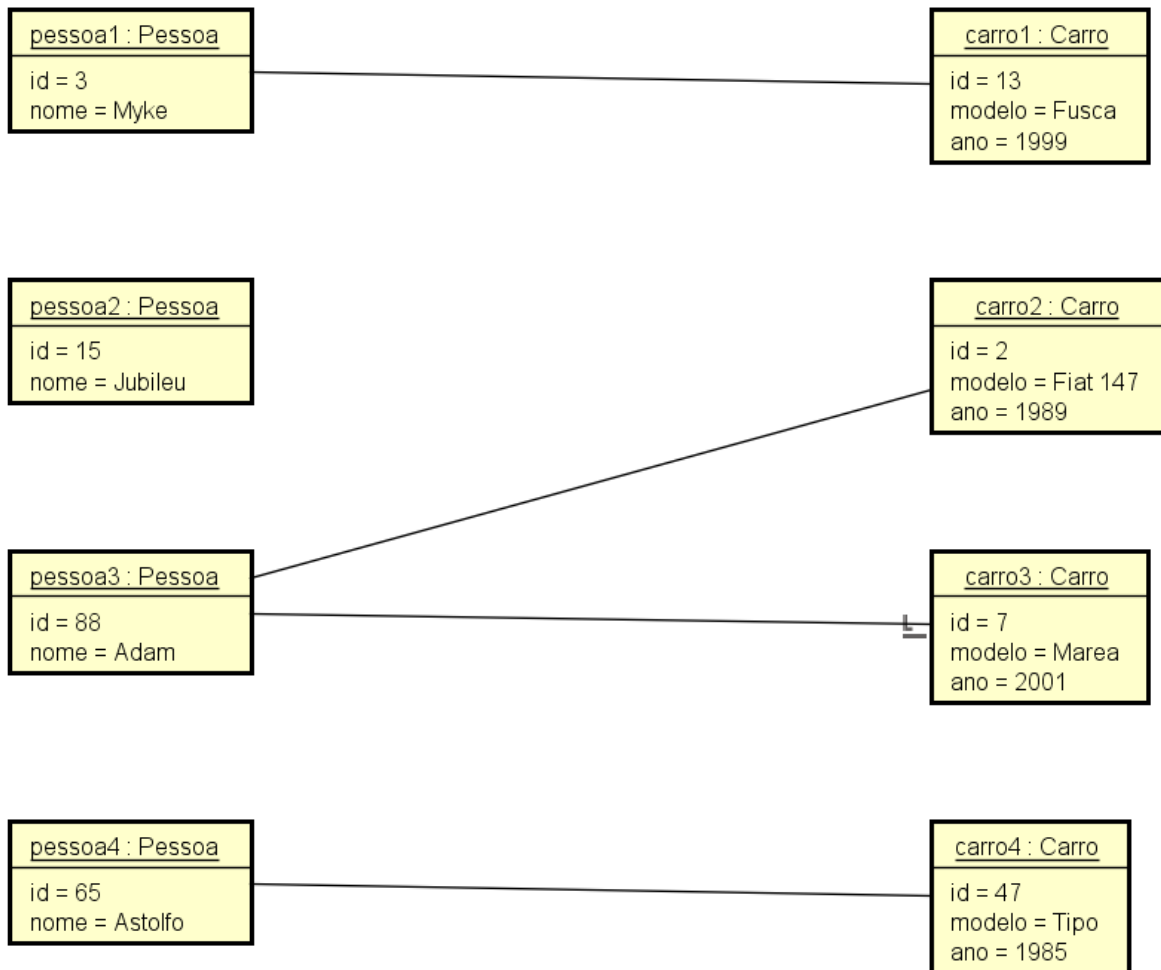 pessoa1 : Pessoa
id = 3
nome = Myke
carro1 : Carro
id = 13
modelo = Fusca
ano = 1999
pessoa2 : Pessoa
id = 15
nome = Jubileu
carro2 : Carro
id = 2
modelo = Fiat 147
ano = 1989
pessoa3 : Pessoa
id = 88
nome = Adam
carro3 : Carro
id = 7
modelo = Marea
ano = 2001
pessoa4 : Pessoa
id = 65
nome = Astolfo
carro4 : Carro
id = 47
modelo = Tipo
ano = 1985